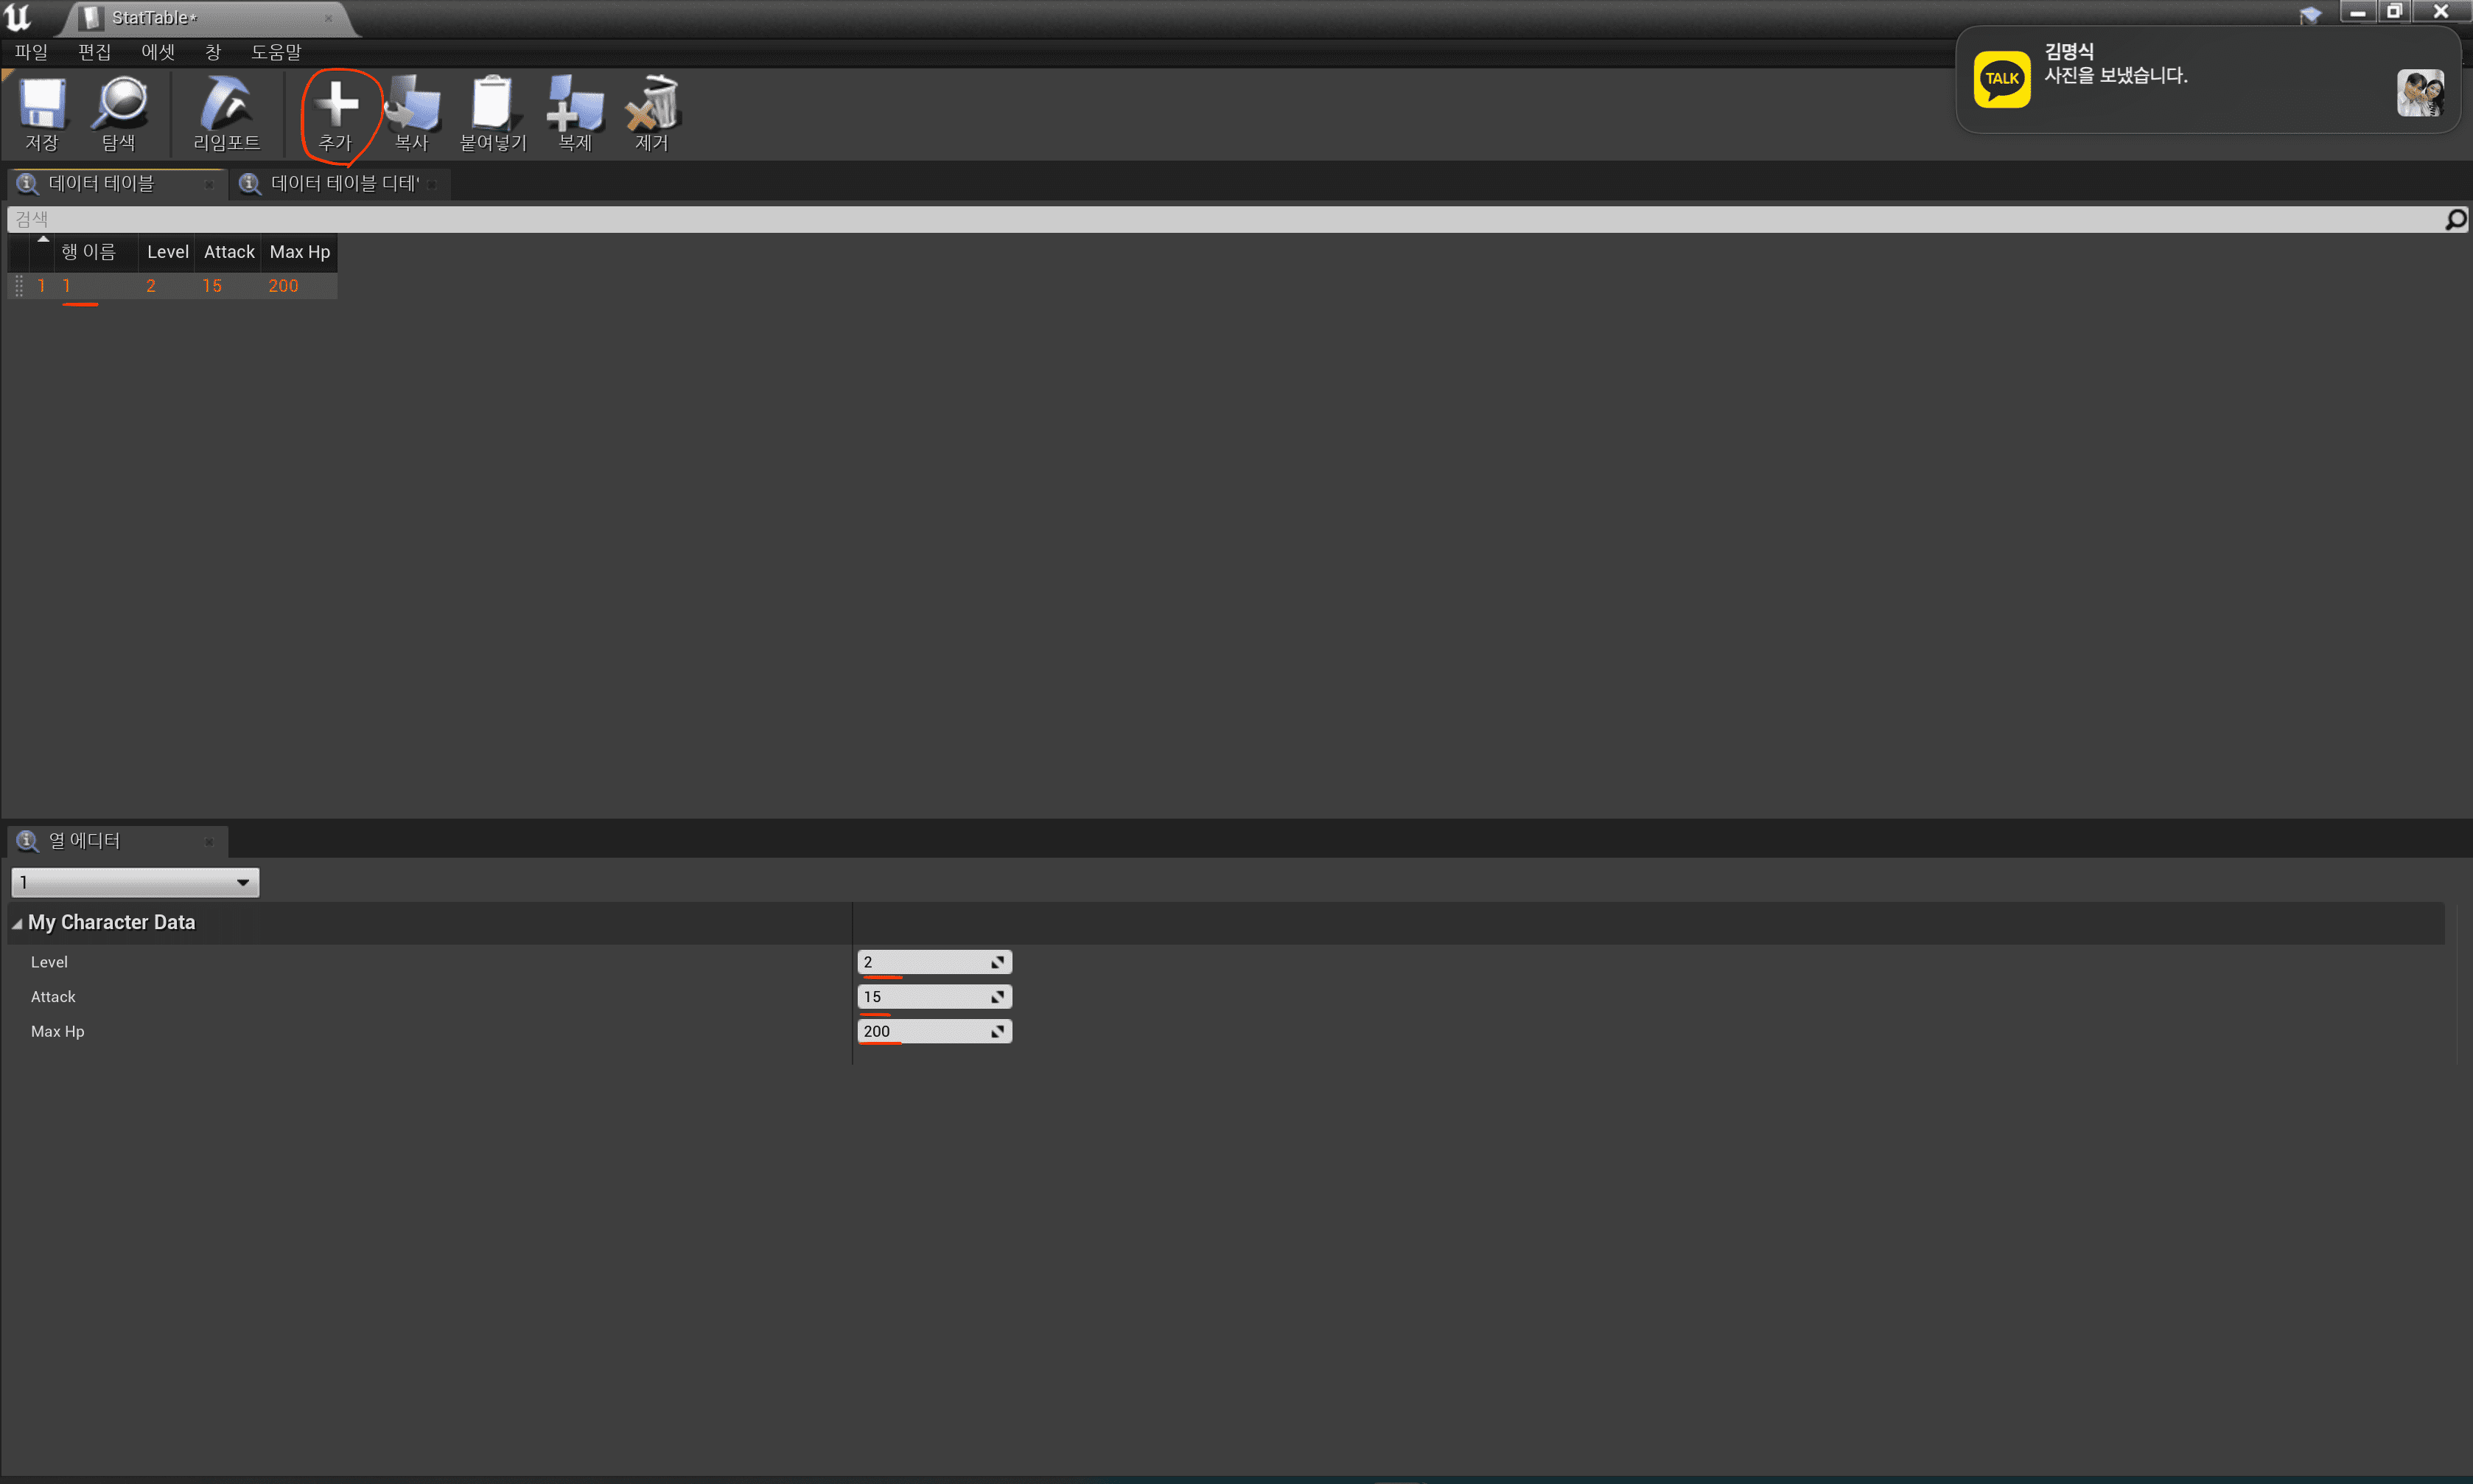 StatTable*
파일 편집 에셋 창 도움말
김명식
사진을 보냈습니다.
TALK
저장 탐색 리임포트 추가 복사 붙여넣기 복제 제거
데이터 테이블 데이터 테이블 디테
검색
행 이름 Level Attack Max Hp
1 1 2 15 200
열 에디터
1
My Character Data
Level 2
Attack 15
Max Hp 200